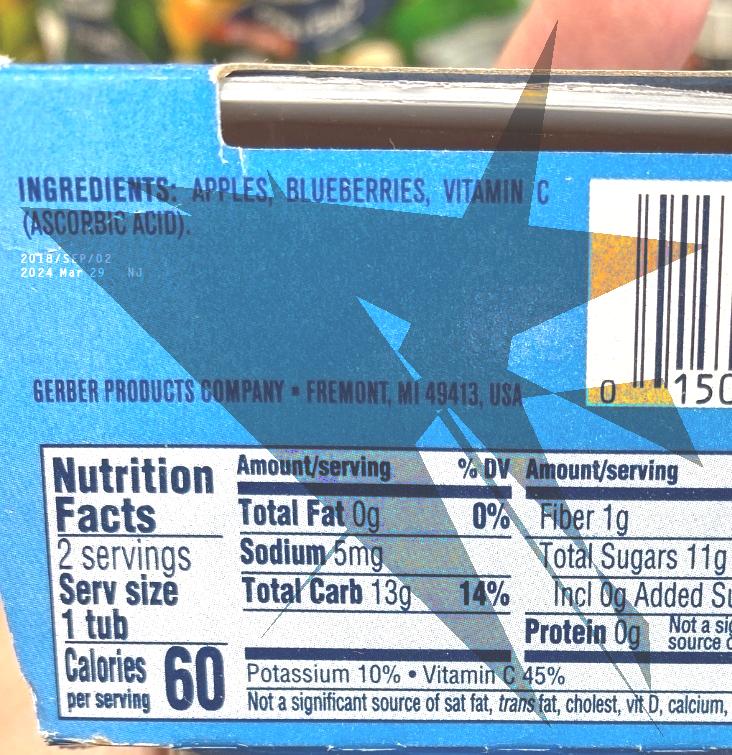 INGREDIENTS: APPLES, BLUEBERRIES, VITAMIN C
(ASCORBIC ACID).
2018/SEP/02
2024 Mar 29 NJ
GERBER PRODUCTS COMPANY • FREMONT, MI 49413, USA
0 150
Nutrition
Facts
2 servings
Serv size
1 tub
Calories 60
per serving
Amount/serving % DV
Total Fat 0g 0%
Sodium 5mg
Total Carb 13g 14%
Amount/serving
Fiber 1g
Total Sugars 11g
Incl 0g Added
Protein 0g
Not a
source
Potassium 10% • Vitamin C 45%
Not a significant source of sat fat, trans fat, cholest, vit D, calcium,